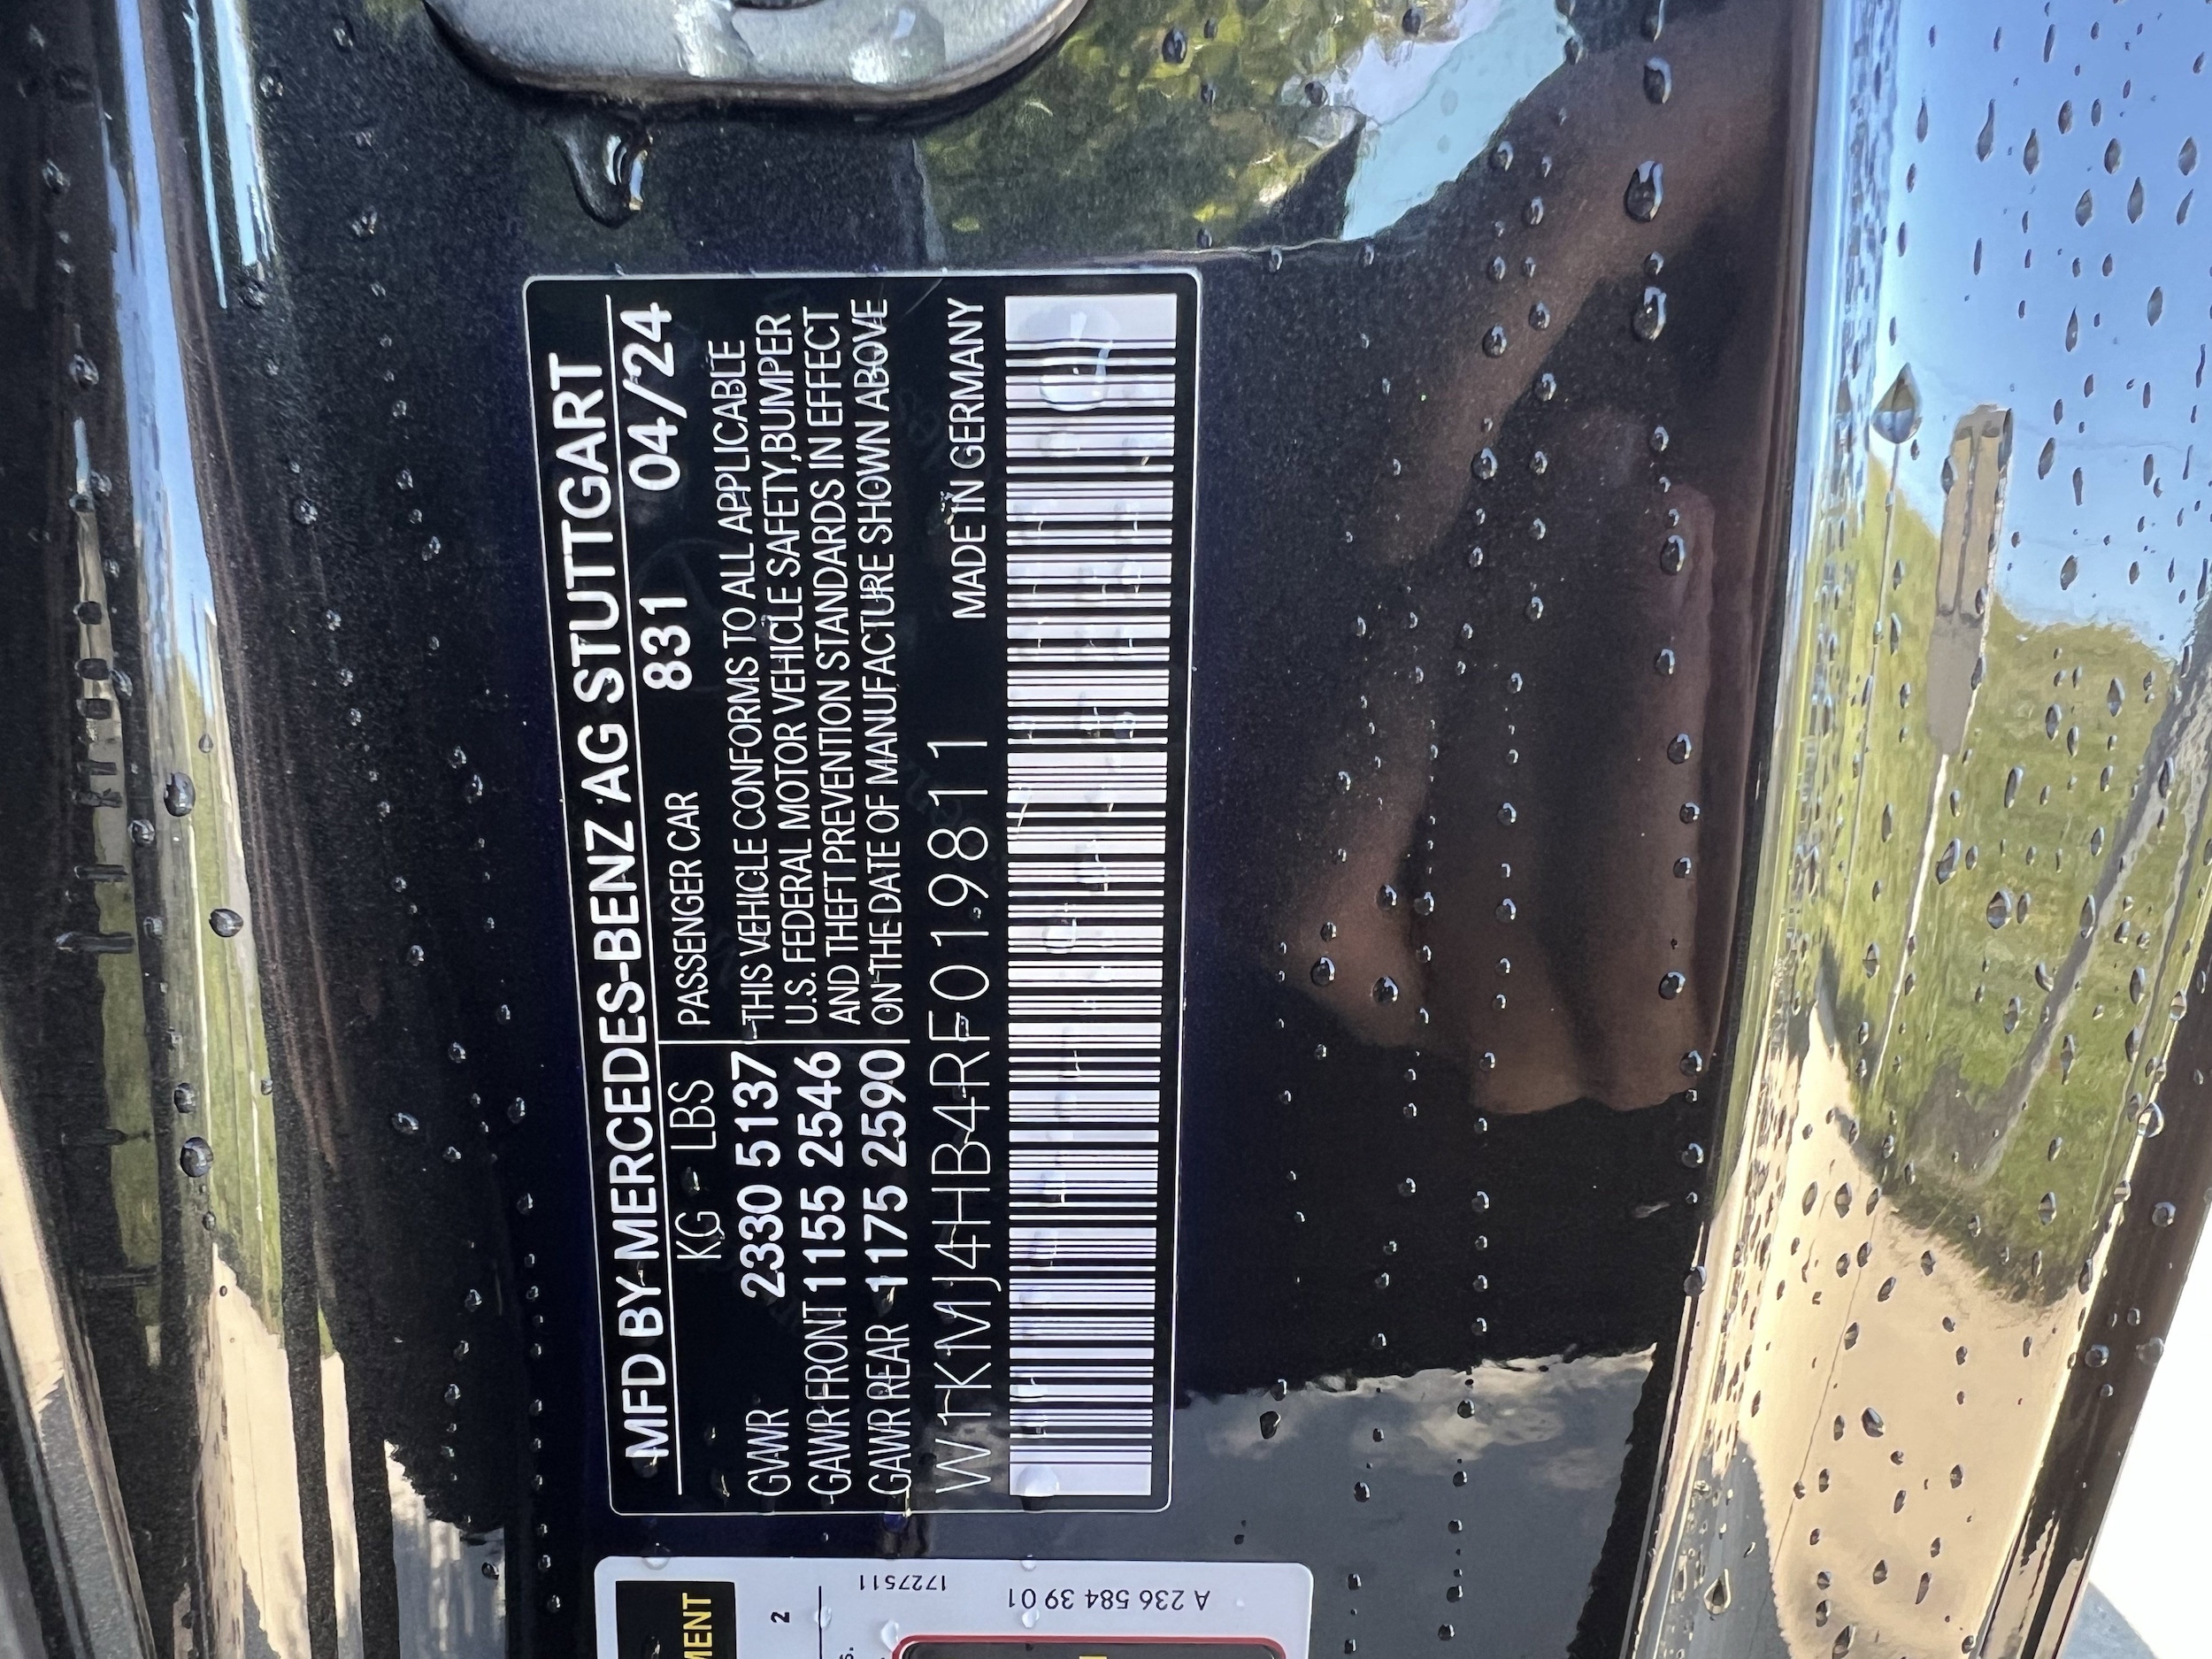 MFD BY MERCEDES-BENZ AG STUTTGART
831 04/24
KG - LBS PASSENGER CAR
GVWR 2330 5137
GAWR FRONT 1155 2546
GAWR REAR 1175 2590
THIS VEHICLE CONFORMS TO ALL APPLICABLE
U.S. FEDERAL MOTOR VEHICLE SAFETY,BUMPER
AND THEFT PREVENTION STANDARDS IN EFFECT
ON THE DATE OF MANUFACTURE SHOWN ABOVE
W1KMJ4HB4RF019811
MADE IN GERMANY
MENT
2
1727511
A 236 584 39 01